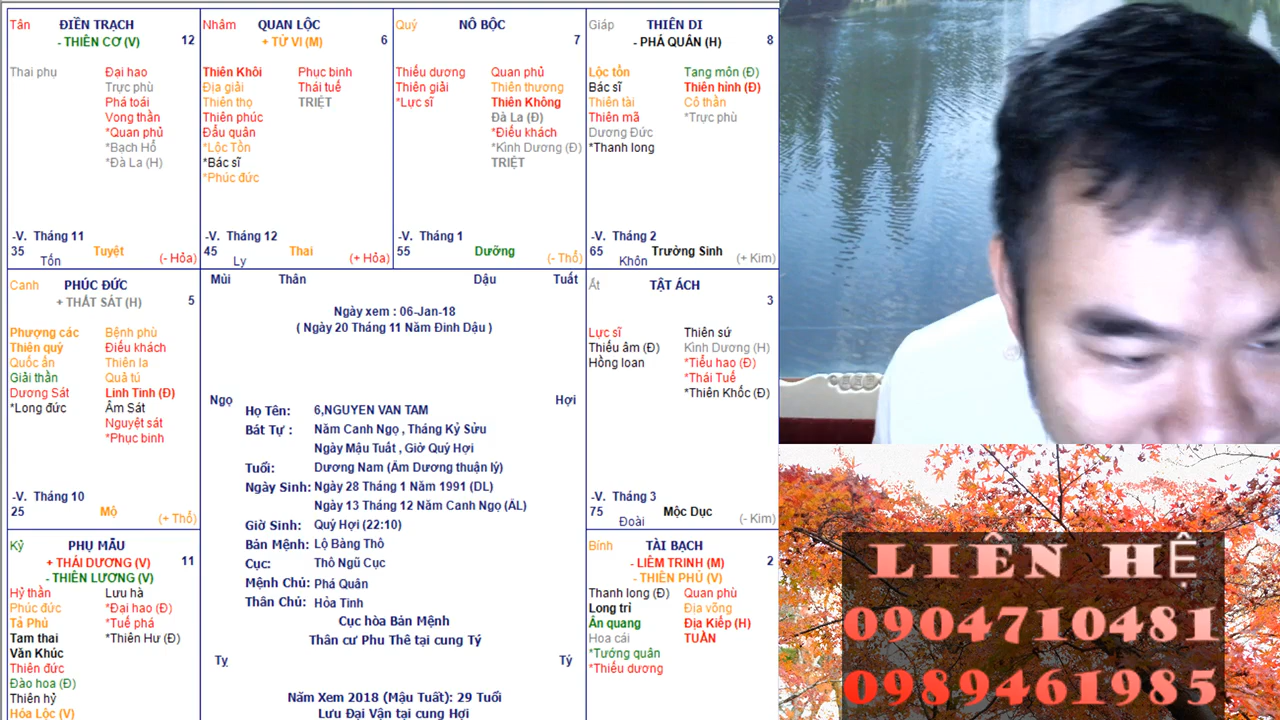 Tân ĐIỀN TRẠCH
- THIÊN CƠ (V) 12
Thai phụ
Đại hao
Trực phù
Phá toái
Vong thần
*Quan phủ
*Bạch Hổ
*Đà La (H)
-V. Tháng 11
35 Tuyệt (- Hỏa)
Tốn
Nhâm QUAN LỘC
+ TỬ VI (M) 6
Thiên Khôi
Địa giải
Thiên thọ
Thiên phúc
Đẩu quân
*Lộc Tồn
*Bác sĩ
*Phúc đức
Phục binh
Thái tuế
TRIỆT
-V. Tháng 12
45 Thai (+ Hỏa)
Ly
Quý NÔ BỘC
7
Thiếu dương
Thiên giải
*Lực sĩ
Quan phủ
Thiên thương
Thiên Không
Đà La (Đ)
*Điếu khách
*Kình Dương (Đ)
TRIỆT
-V. Tháng 1
55 Dưỡng (- Thổ)
Giáp THIÊN DI
- PHÁ QUÂN (H) 8
Lộc tồn
Bác sĩ
Thiên tài
Thiên mã
Dương Đức
*Thanh long
Tang môn (Đ)
Thiên hình (Đ)
Cô thần
*Trực phù
-V. Tháng 2
65 Trường Sinh (+ Kim)
Khôn
Canh PHÚC ĐỨC
+ THẤT SÁT (H) 5
Phượng các
Thiên quý
Quốc ấn
Giải thần
Dương Sát
*Long đức
Bệnh phù
Điếu khách
Thiên la
Quả tú
Linh Tinh (Đ)
Âm Sát
Nguyệt sát
*Phục binh
-V. Tháng 10
25 Mộ (+ Thổ)
Mùi Thân Dậu Tuất
Ngày xem : 06-Jan-18
( Ngày 20 Tháng 11 Năm Đinh Dậu )
Ngọ Hợi
Họ Tên: 6,NGUYEN VAN TAM
Bát Tự : Năm Canh Ngọ , Tháng Kỷ Sửu
Ngày Mậu Tuất , Giờ Quý Hợi
Tuổi: Dương Nam (Âm Dương thuận lý)
Ngày Sinh: Ngày 28 Tháng 1 Năm 1991 (DL)
Ngày 13 Tháng 12 Năm Canh Ngọ (ÂL)
Giờ Sinh: Quý Hợi (22:10)
Bản Mệnh: Lộ Bàng Thổ
Cục: Thổ Ngũ Cục
Mệnh Chủ: Phá Quân
Thân Chủ: Hỏa Tinh
Cục hòa Bản Mệnh
Thân cư Phu Thê tại cung Tý
Tỵ Tý
Năm Xem 2018 (Mậu Tuất): 29 Tuổi
Lưu Đại Vận tại cung Hợi
Ất TẬT ÁCH
3
Lực sĩ
Thiếu âm (Đ)
Hồng loan
Thiên sứ
Kình Dương (H)
*Tiểu hao (Đ)
*Thái Tuế
*Thiên Khốc (Đ)
-V. Tháng 3
75 Mộc Dục (- Kim)
Đoài
Kỷ PHỤ MẪU
+ THÁI DƯƠNG (V) 11
- THIÊN LƯƠNG (V)
Hỷ thần
Phúc đức
Tả Phù
Tam thai
Văn Khúc
Thiên đức
Đào hoa (Đ)
Thiên hỷ
Hóa Lộc (V)
Lưu hà
*Đại hao (Đ)
*Tuế phá
*Thiên Hư (Đ)
Bính TÀI BẠCH
- LIÊM TRINH (M) 2
- THIÊN PHỦ (V)
Thanh long (Đ)
Long trì
Ân quang
Hoa cái
*Tướng quân
*Thiếu dương
Quan phù
Địa võng
Địa Kiếp (H)
TUẦN
LIÊN HỆ
0904710481
0989461985